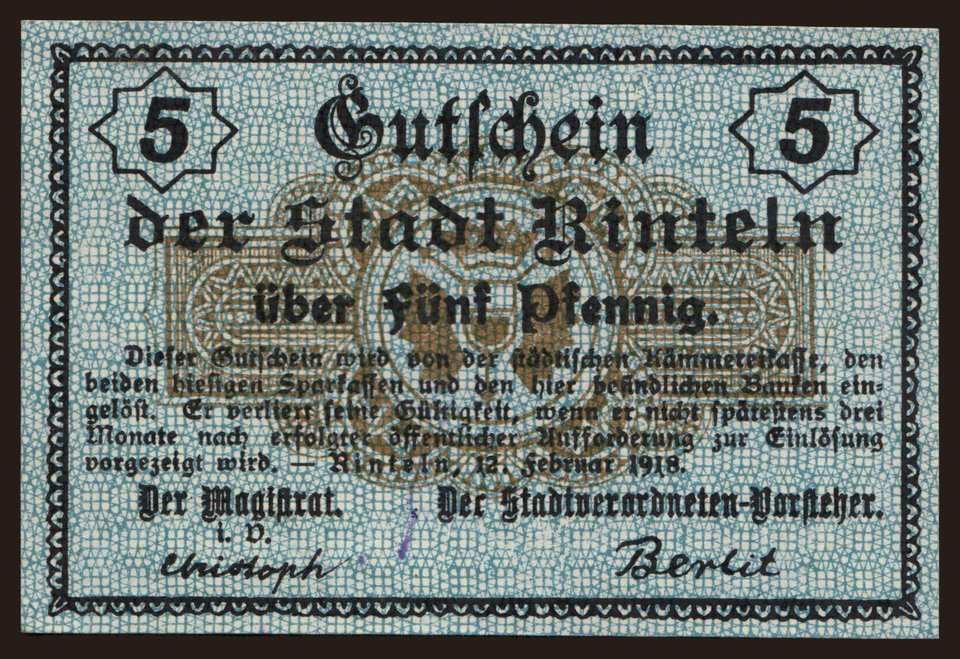 5 Gutschein 5
der Stadt Rinteln
über Fünf Pfennig.
Dieser Gutschein wird von der städtischen Kämmereikasse, den
beiden hiesigen Sparkassen und den hier befindlichen Banken ein=
gelöst. Er verliert seine Gültigkeit, wenn er nicht spätestens drei
Monate nach erfolgter öffentlicher Aufforderung zur Einlösung
vorgezeigt wird. — Rinteln, 12. Februar 1918.
Der Magistrat. Der Stadtverordneten-Vorsteher.
i. V.
Christoph Berlit